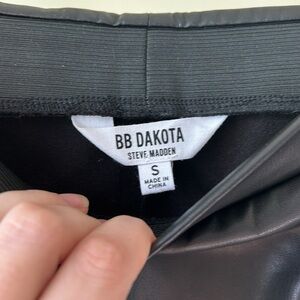 BB DAKOTA
STEVE MADDEN
S
MADE IN
CHINA